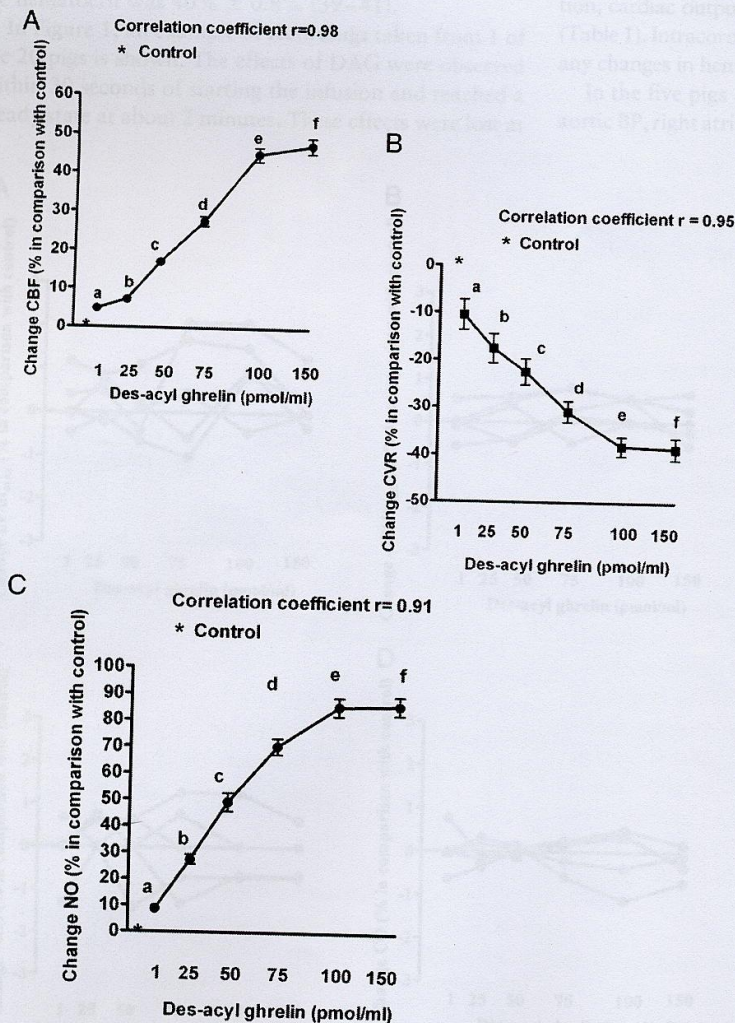 A
Correlation coefficient r=0.98
* Control
Change CBF (% in comparison with control)
60
50
40
30
20
10
0
*
a
b
c
d
e
f
1 25 50 75 100 150
Des-acyl ghrelin (pmol/ml)
B
Correlation coefficient r = 0.95
* Control
Change CVR (% in comparison with control)
0
-10
-20
-30
-40
-50
*
a
b
c
d
e
f
1 25 50 75 100 150
Des-acyl ghrelin (pmol/ml)
C
Correlation coefficient r= 0.91
* Control
Change NO (% in comparison with control)
100
90
80
70
60
50
40
30
20
10
0
*
a
b
c
d
e
f
1 25 50 75 100 150
Des-acyl ghrelin (pmol/ml)